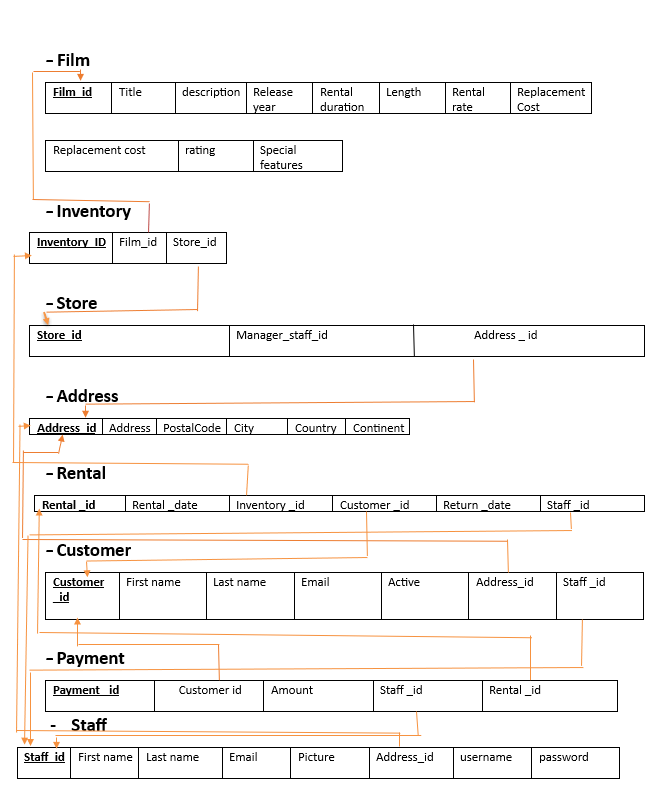 – Film
Film_id Title description Release Rental Length Rental Replacement
year duration rate Cost
Replacement cost rating Special
features
– Inventory
Inventory_ID Film_id Store_id
– Store
Store_id Manager_staff_id Address _ id
– Address
Address_id Address PostalCode City Country Continent
– Rental
Rental _id Rental _date Inventory _id Customer _id Return _date Staff _id
– Customer
Customer First name Last name Email Active Address_id Staff _id
_id
– Payment
Payment_id Customer id Amount Staff _id Rental _id
- Staff
Staff_id First name Last name Email Picture Address_id username password